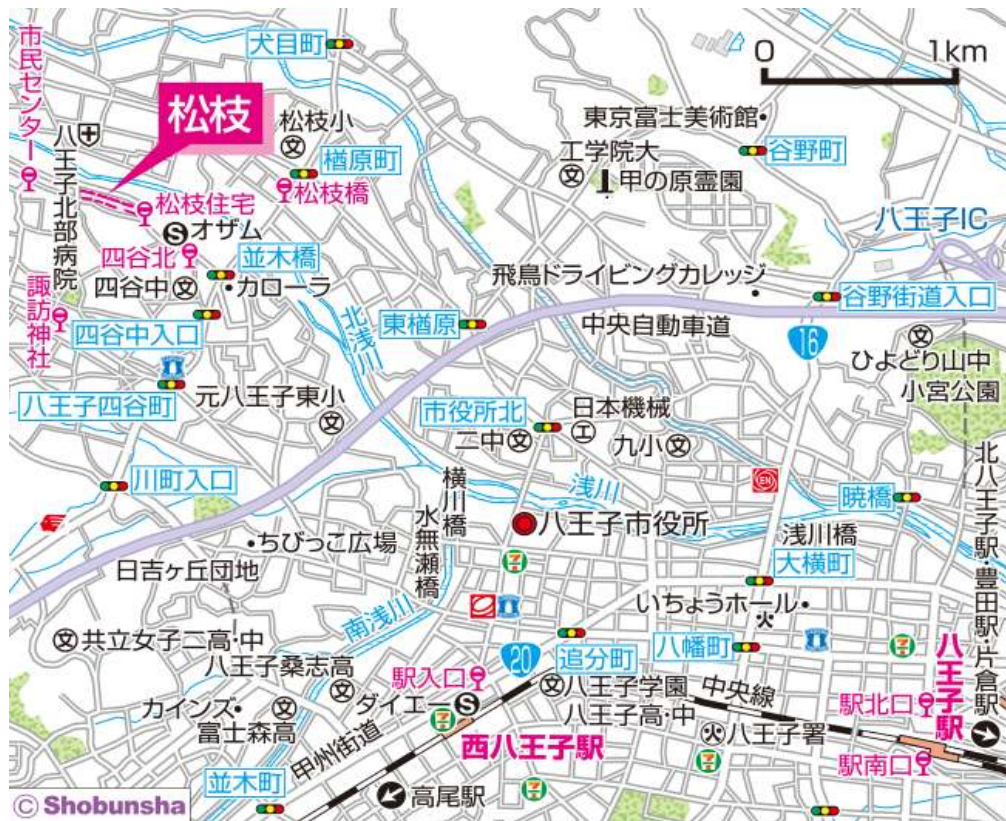 犬目町
0 1km
市民センター
松枝
松枝小
楢原町
松枝橋
東京富士美術館
谷野町
工学院大
甲の原霊園
八王子北部病院
松枝住宅
オザム
四谷北
並木橋
四谷中
カローラ
八王子IC
飛鳥ドライビングカレッジ
谷野街道入口
諏訪神社
四谷中入口
北浅川
東楢原
中央自動車道
16
ひよどり山中
小宮公園
八王子四谷町
元八王子東小
市役所北
日本機械
二中
九小
川町入口
横川橋
浅川
EN
暁橋
北八王子駅・豊田駅・片倉駅
八王子市役所
浅川橋
ちびっこ広場
水無瀬橋
日吉ヶ丘団地
大横町
いちょうホール
南浅川
共立女子二高・中
八王子桑志高
20
追分町
八幡町
八王子駅
駅入口
カインズ
ダイエー
八王子学園
八王子高・中
中央線
駅北口
富士森高
甲州街道
西八王子駅
八王子署
駅南口
並木町
高尾駅
© Shobunsha